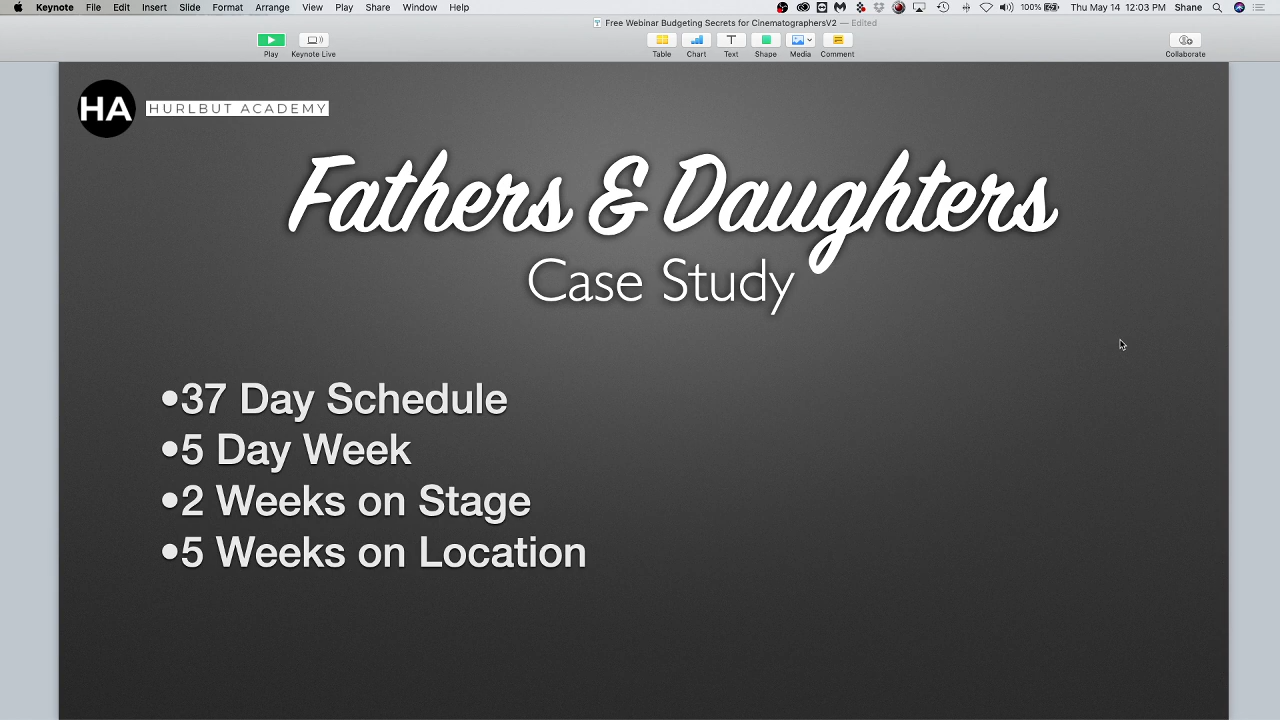 Keynote File Edit Insert Slide Format Arrange View Play Share Window Help 100% Thu May 14 12:03 PM Shane
Free Webinar Budgeting Secrets for CinematographersV2 — Edited
Play Keynote Live Table Chart Text Shape Media Comment Collaborate
HA HURLBUT ACADEMY
Fathers & Daughters
Case Study
•37 Day Schedule
•5 Day Week
•2 Weeks on Stage
•5 Weeks on Location